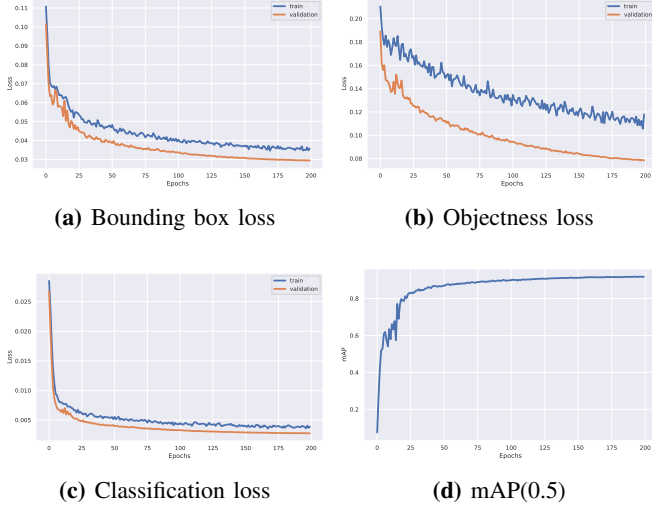 0.11
0.10
0.09
0.08
0.07
0.06
0.05
0.04
0.03
Loss
train
validation
0 25 50 75 100 125 150 175 200
Epochs
(a) Bounding box loss
0.20
0.18
0.16
0.14
0.12
0.10
0.08
Loss
train
validation
0 25 50 75 100 125 150 175 200
Epochs
(b) Objectness loss
0.025
0.020
0.015
0.010
0.005
Loss
train
validation
0 25 50 75 100 125 150 175 200
Epochs
(c) Classification loss
0.8
0.6
0.4
0.2
mAP
0 25 50 75 100 125 150 175 200
Epochs
(d) mAP(0.5)